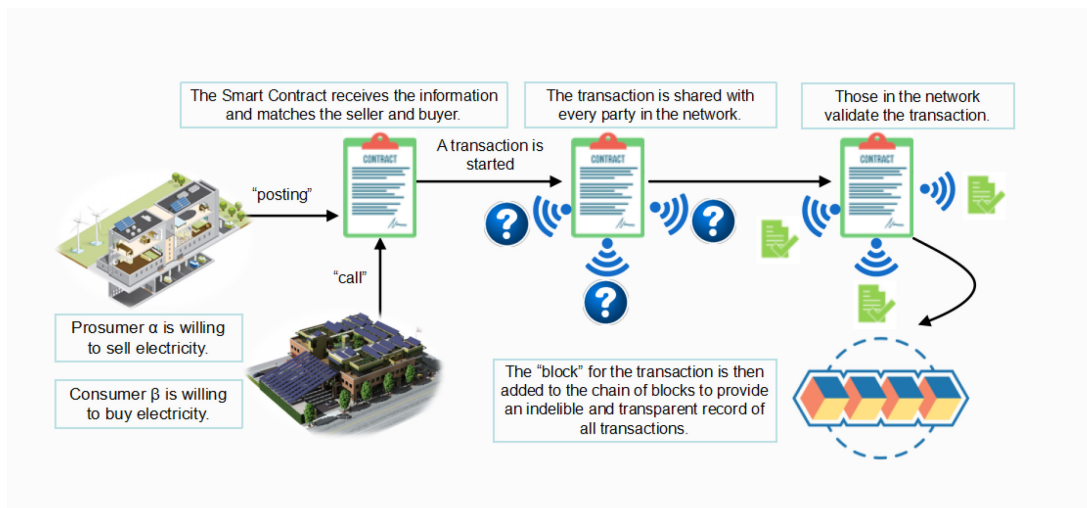 The Smart Contract receives the information
and matches the seller and buyer.
The transaction is shared with
every party in the network.
Those in the network
validate the transaction.
A transaction is
started
CONTRACT
CONTRACT
CONTRACT
“posting”
“call”
Prosumer α is willing
to sell electricity.
Consumer β is willing
to buy electricity.
The “block” for the transaction is then
added to the chain of blocks to provide
an indelible and transparent record of
all transactions.
?
?
?